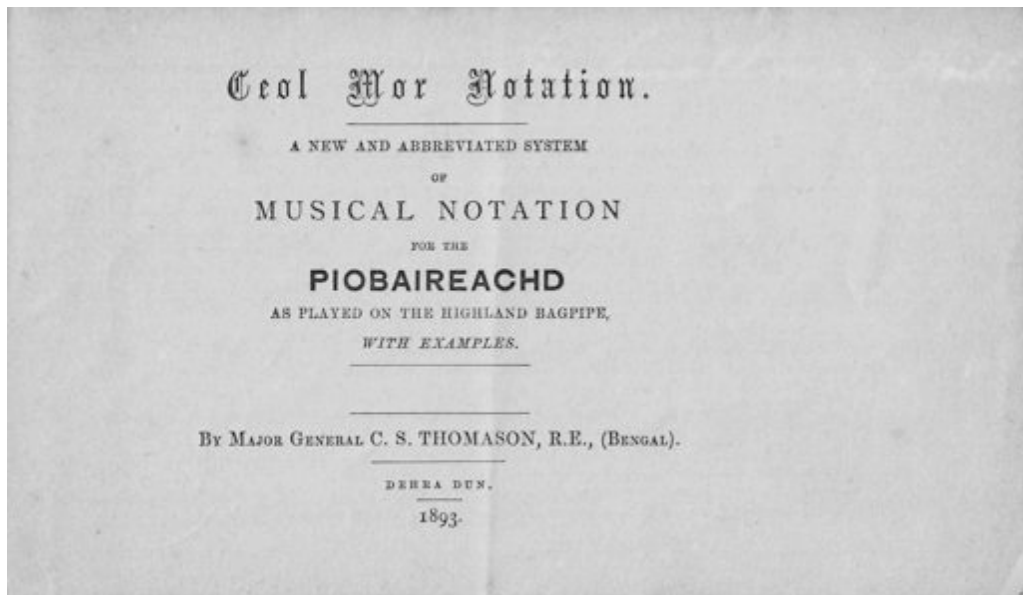 Ceol Mor Notation.
A NEW AND ABBREVIATED SYSTEM
OF
MUSICAL NOTATION
FOR THE
PIOBAIREACHD
AS PLAYED ON THE HIGHLAND BAGPIPE,
WITH EXAMPLES.
By Major General C. S. THOMASON, R.E., (Bengal).
DEHRA DUN.
1893.